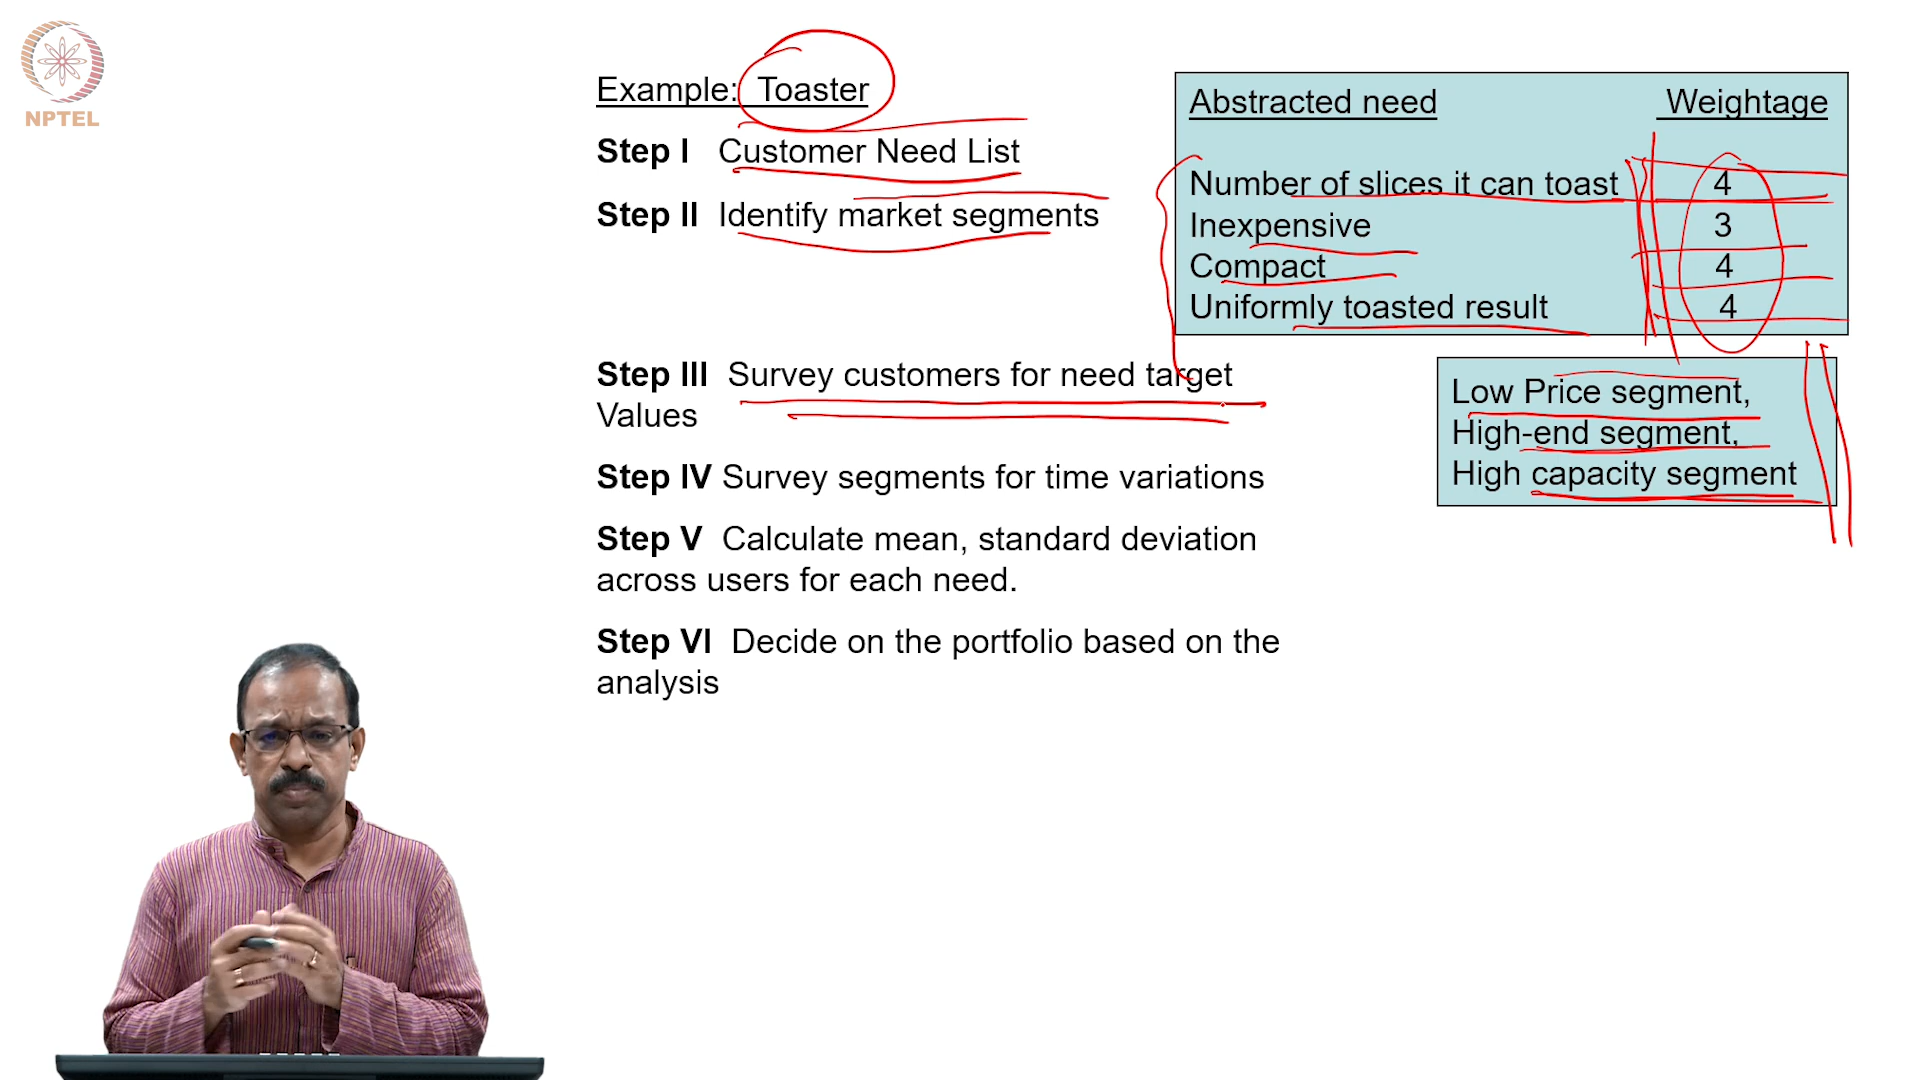 NPTEL
Example: Toaster
Step I Customer Need List
Step II Identify market segments
Abstracted need Weightage
Number of slices it can toast 4
Inexpensive 3
Compact 4
Uniformly toasted result 4
Step III Survey customers for need target
Values
Low Price segment,
High-end segment,
High capacity segment
Step IV Survey segments for time variations
Step V Calculate mean, standard deviation
across users for each need.
Step VI Decide on the portfolio based on the
analysis